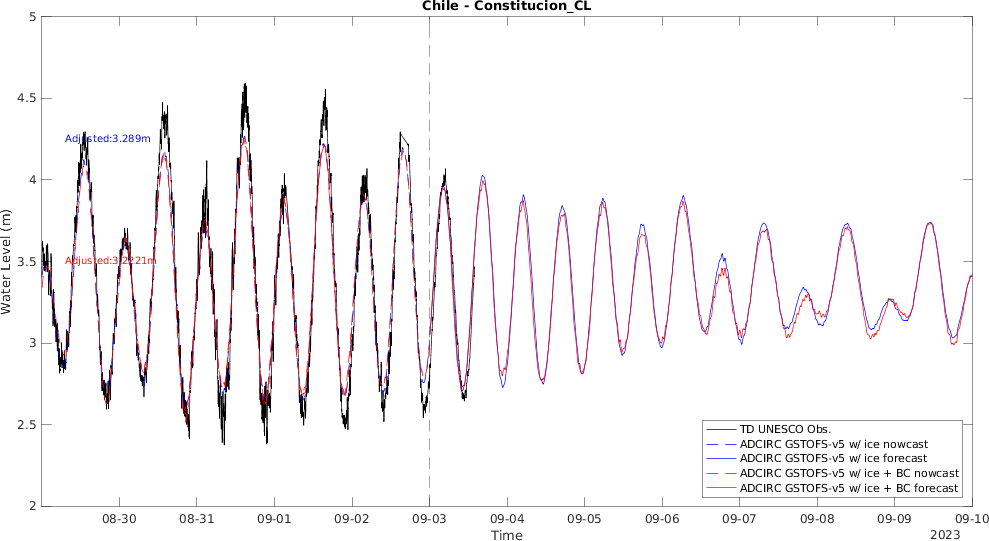 Chile - Constitucion_CL
5
4.5
4
3.5
3
2.5
2
Water Level (m)
Adjusted:3.289m
Adjusted:3.2221m
TD UNESCO Obs.
ADCIRC GSTOFS-v5 w/ ice nowcast
ADCIRC GSTOFS-v5 w/ ice forecast
ADCIRC GSTOFS-v5 w/ ice + BC nowcast
ADCIRC GSTOFS-v5 w/ ice + BC forecast
08-30 08-31 09-01 09-02 09-03 09-04 09-05 09-06 09-07 09-08 09-09 09-10
Time
2023